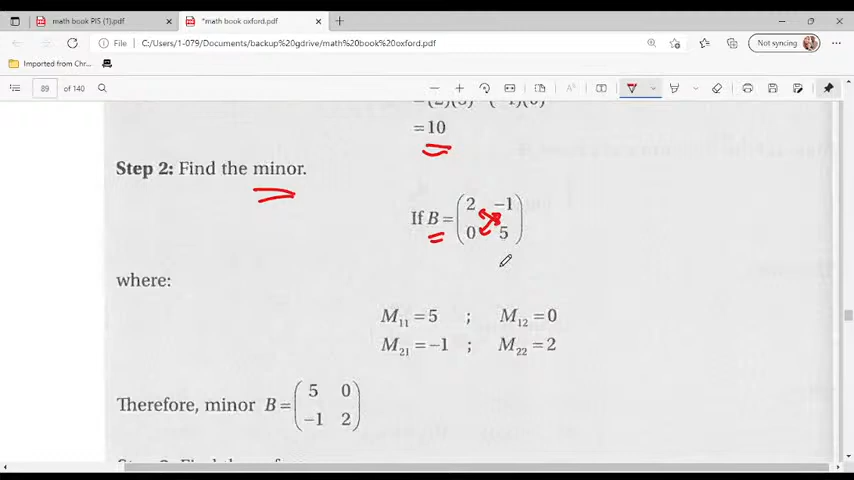 math book PIS (1).pdf
*math book oxford.pdf
File C:/Users/1-079/Documents/backup%20gdrive/math%20book%20oxford.pdf
Not syncing
Imported from Chr...
89 of 140
= 10
Step 2: Find the minor.
If B = ( 2 −1
0 5 )
where:
M11 = 5 ; M12 = 0
M21 = −1 ; M22 = 2
Therefore, minor B = ( 5 0
−1 2 )